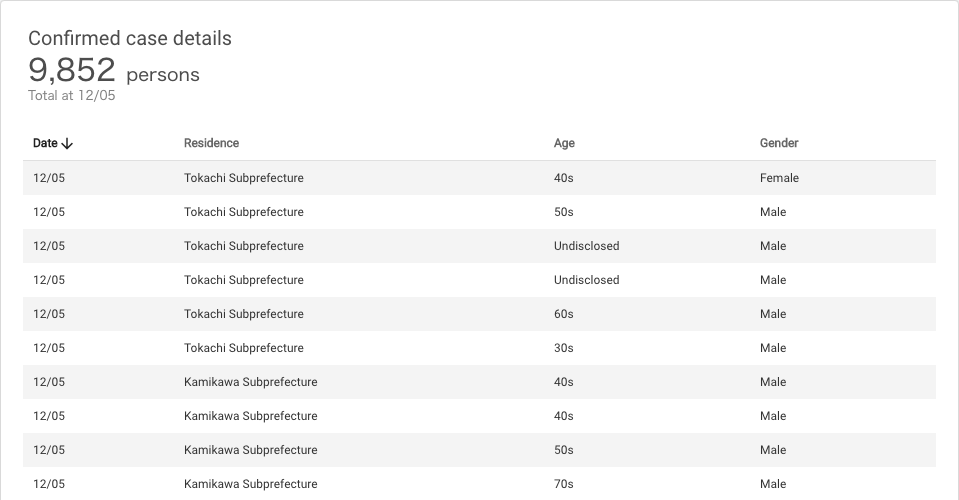 Confirmed case details
9,852 persons
Total at 12/05
Date Residence Age Gender
12/05 Tokachi Subprefecture 40s Female
12/05 Tokachi Subprefecture 50s Male
12/05 Tokachi Subprefecture Undisclosed Male
12/05 Tokachi Subprefecture Undisclosed Male
12/05 Tokachi Subprefecture 60s Male
12/05 Tokachi Subprefecture 30s Male
12/05 Kamikawa Subprefecture 40s Male
12/05 Kamikawa Subprefecture 40s Male
12/05 Kamikawa Subprefecture 50s Male
12/05 Kamikawa Subprefecture 70s Male